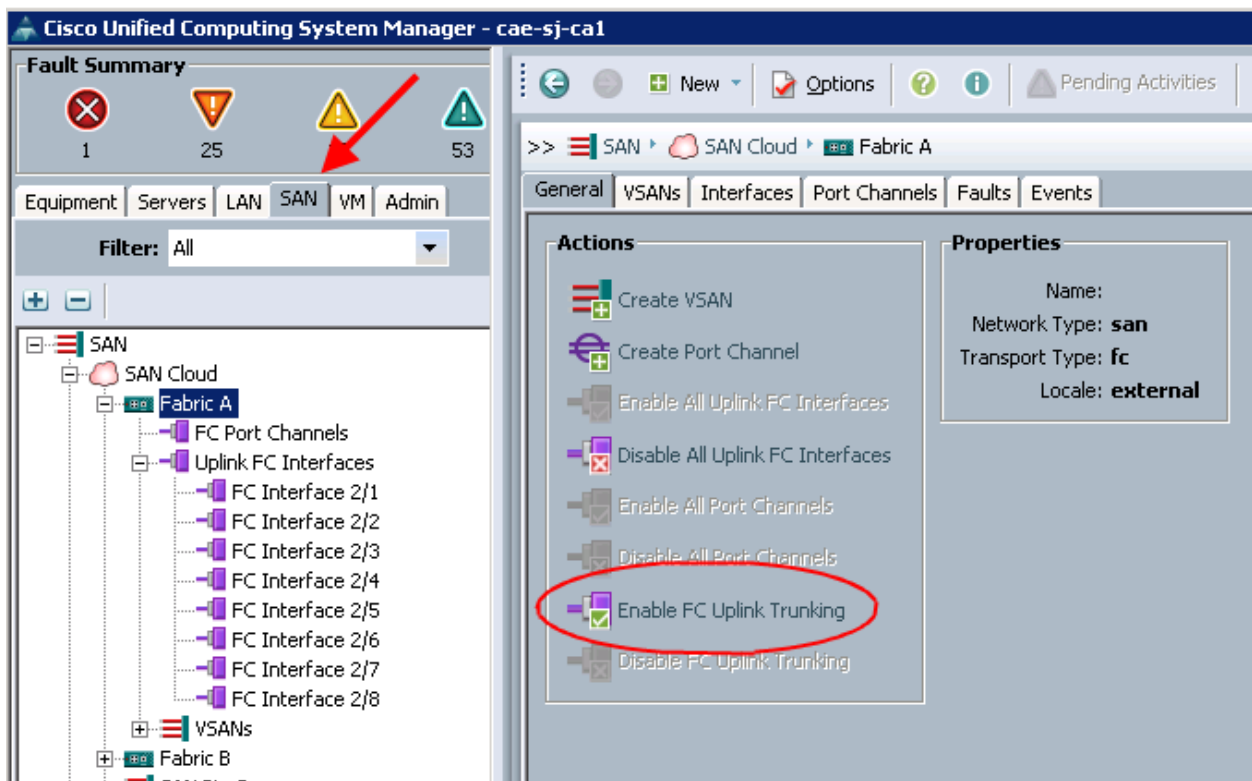 Cisco Unified Computing System Manager - cae-sj-ca1
Fault Summary
1 25 53
Equipment Servers LAN SAN VM Admin
Filter: All
SAN
SAN Cloud
Fabric A
FC Port Channels
Uplink FC Interfaces
FC Interface 2/1
FC Interface 2/2
FC Interface 2/3
FC Interface 2/4
FC Interface 2/5
FC Interface 2/6
FC Interface 2/7
FC Interface 2/8
VSANs
Fabric B
New Options Pending Activities
>> SAN SAN Cloud Fabric A
General VSANs Interfaces Port Channels Faults Events
Actions
Create VSAN
Create Port Channel
Enable All Uplink FC Interfaces
Disable All Uplink FC Interfaces
Enable All Port Channels
Disable All Port Channels
Enable FC Uplink Trunking
Disable FC Uplink Trunking
Properties
Name:
Network Type: san
Transport Type: fc
Locale: external